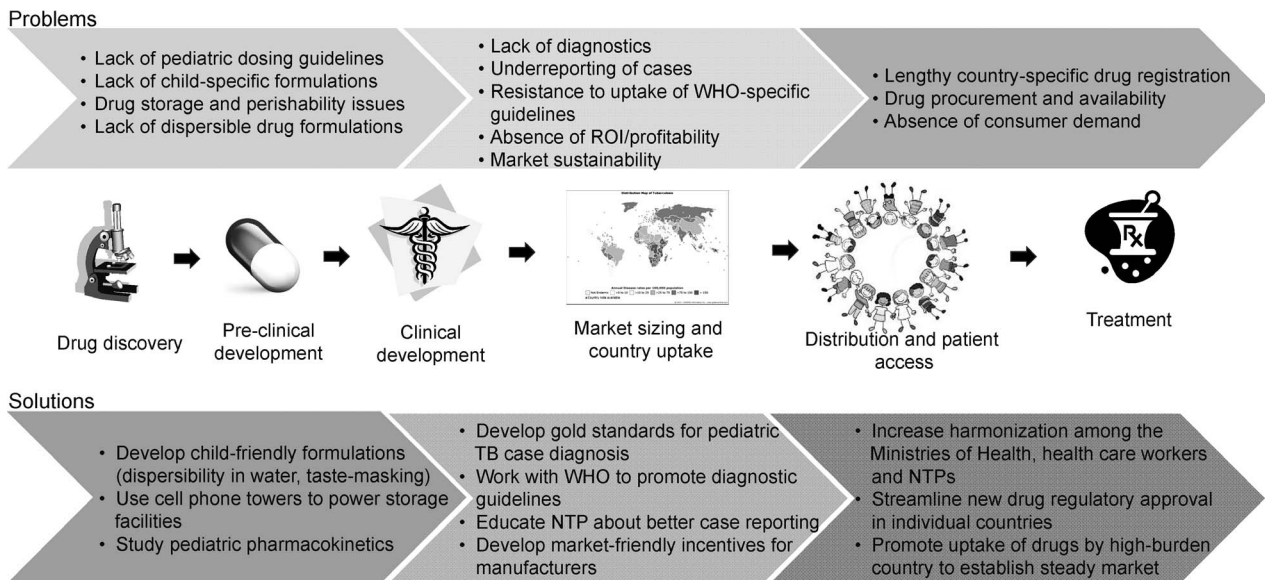 Problems
• Lack of pediatric dosing guidelines
• Lack of child-specific formulations
• Drug storage and perishability issues
• Lack of dispersible drug formulations
• Lack of diagnostics
• Underreporting of cases
• Resistance to uptake of WHO-specific
guidelines
• Absence of ROI/profitability
• Market sustainability
• Lengthy country-specific drug registration
• Drug procurement and availability
• Absence of consumer demand
Distribution Map of Tuberculosis
Annual Disease rates per 100,000 population
Rx
Drug discovery
Pre-clinical
development
Clinical
development
Market sizing and
country uptake
Distribution and patient
access
Treatment
Solutions
• Develop child-friendly formulations
(dispersibility in water, taste-masking)
• Use cell phone towers to power storage
facilities
• Study pediatric pharmacokinetics
• Develop gold standards for pediatric
TB case diagnosis
• Work with WHO to promote diagnostic
guidelines
• Educate NTP about better case reporting
• Develop market-friendly incentives for
manufacturers
• Increase harmonization among the
Ministries of Health, health care workers
and NTPs
• Streamline new drug regulatory approval
in individual countries
• Promote uptake of drugs by high-burden
country to establish steady market